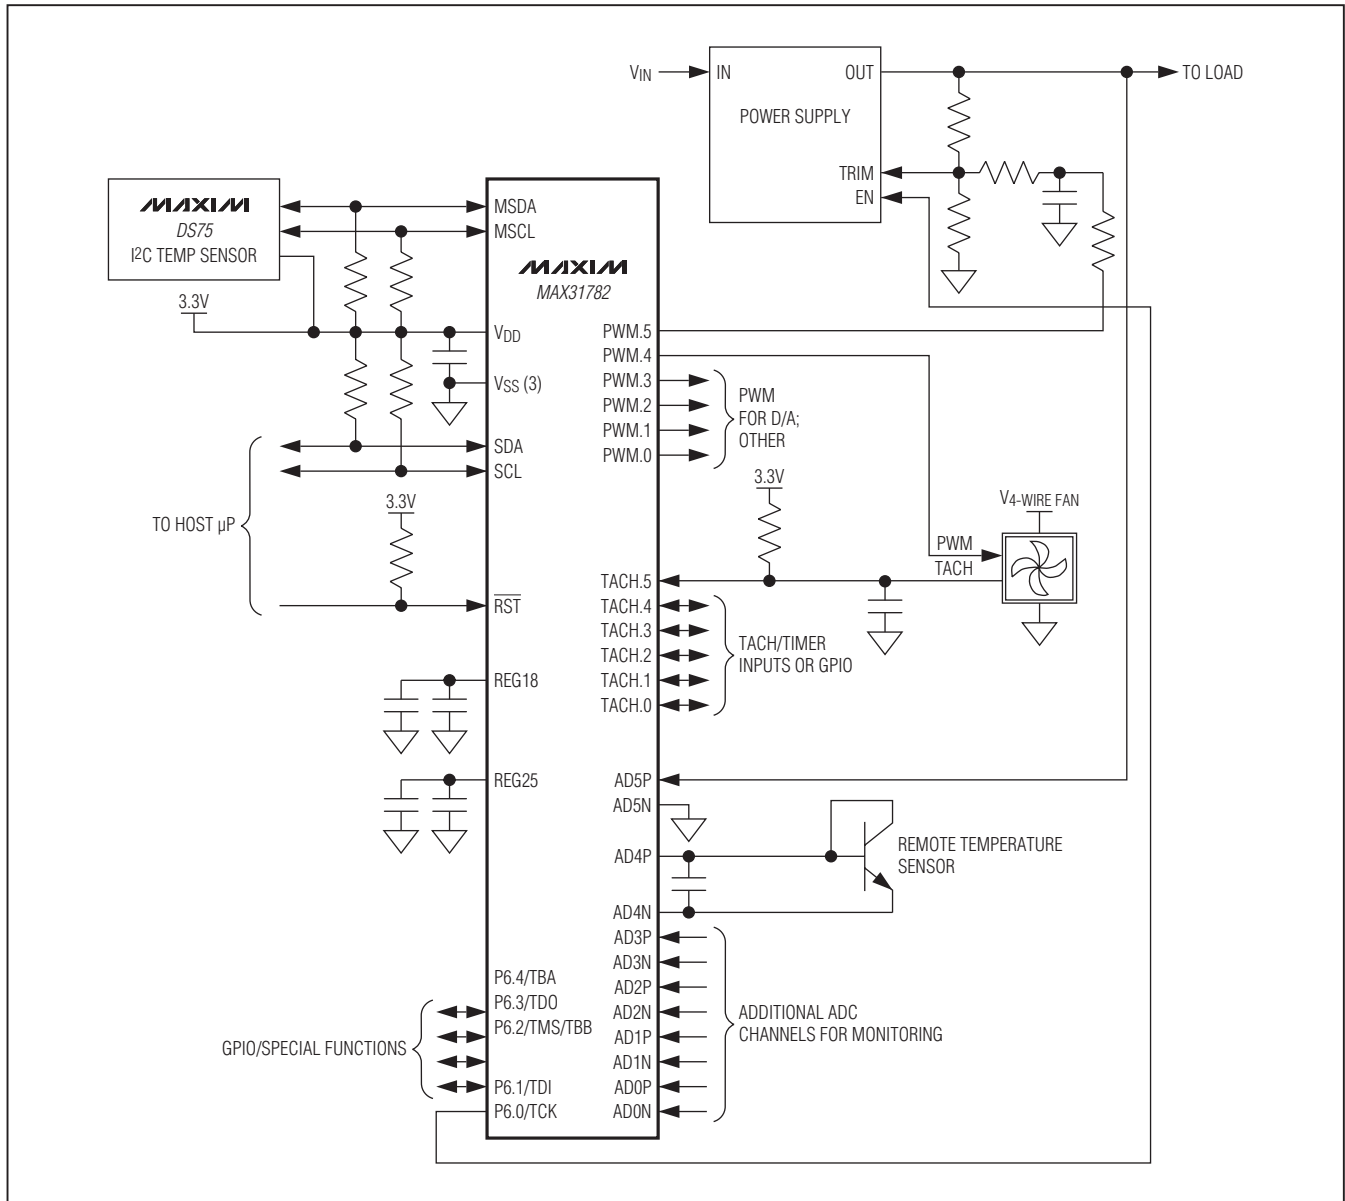 VIN
IN
OUT
TO LOAD
POWER SUPPLY
TRIM
EN
MAXIM
DS75
I2C TEMP SENSOR
3.3V
MSDA
MSCL
MAXIM
MAX31782
VDD
VSS (3)
SDA
SCL
TO HOST µP
3.3V
RST
REG18
REG25
P6.4/TBA
P6.3/TDO
P6.2/TMS/TBB
P6.1/TDI
P6.0/TCK
GPIO/SPECIAL FUNCTIONS
PWM.5
PWM.4
PWM.3
PWM.2
PWM.1
PWM.0
PWM
FOR D/A;
OTHER
3.3V
V4-WIRE FAN
PWM
TACH
TACH.5
TACH.4
TACH.3
TACH.2
TACH.1
TACH.0
TACH/TIMER
INPUTS OR GPIO
AD5P
AD5N
AD4P
AD4N
REMOTE TEMPERATURE
SENSOR
AD3P
AD3N
AD2P
AD2N
AD1P
AD1N
AD0P
AD0N
ADDITIONAL ADC
CHANNELS FOR MONITORING